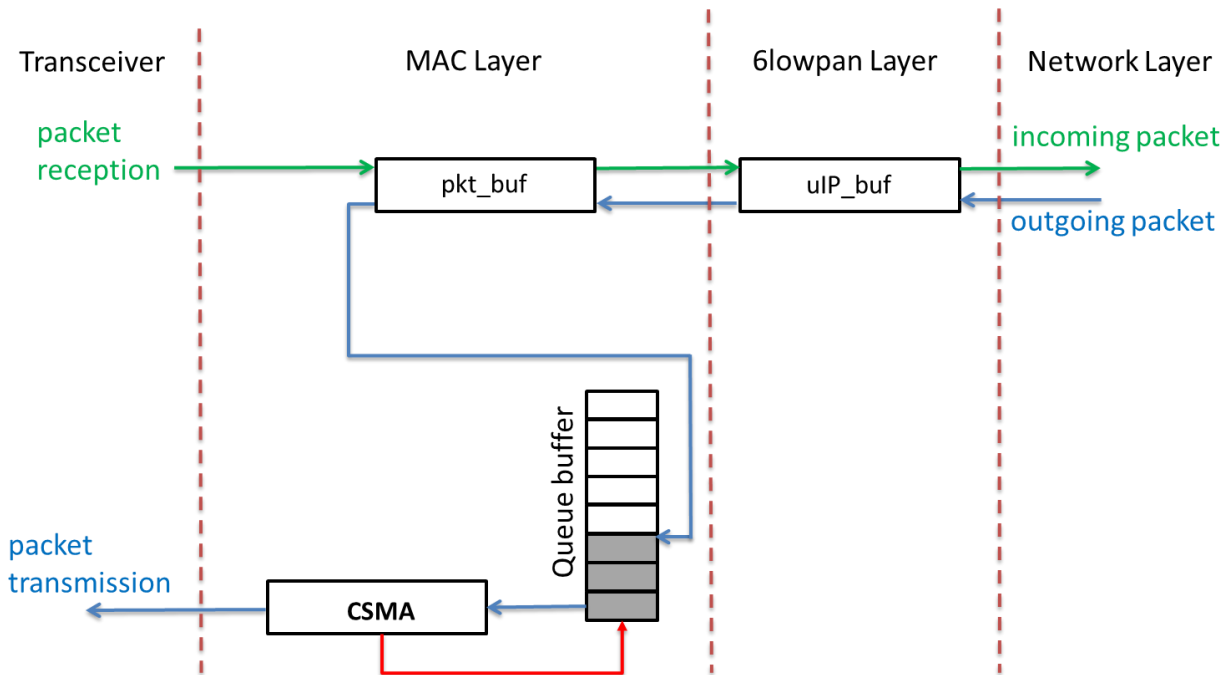 Transceiver
MAC Layer
6lowpan Layer
Network Layer
packet
reception
incoming packet
pkt_buf
uIP_buf
outgoing packet
Queue buffer
packet
transmission
CSMA